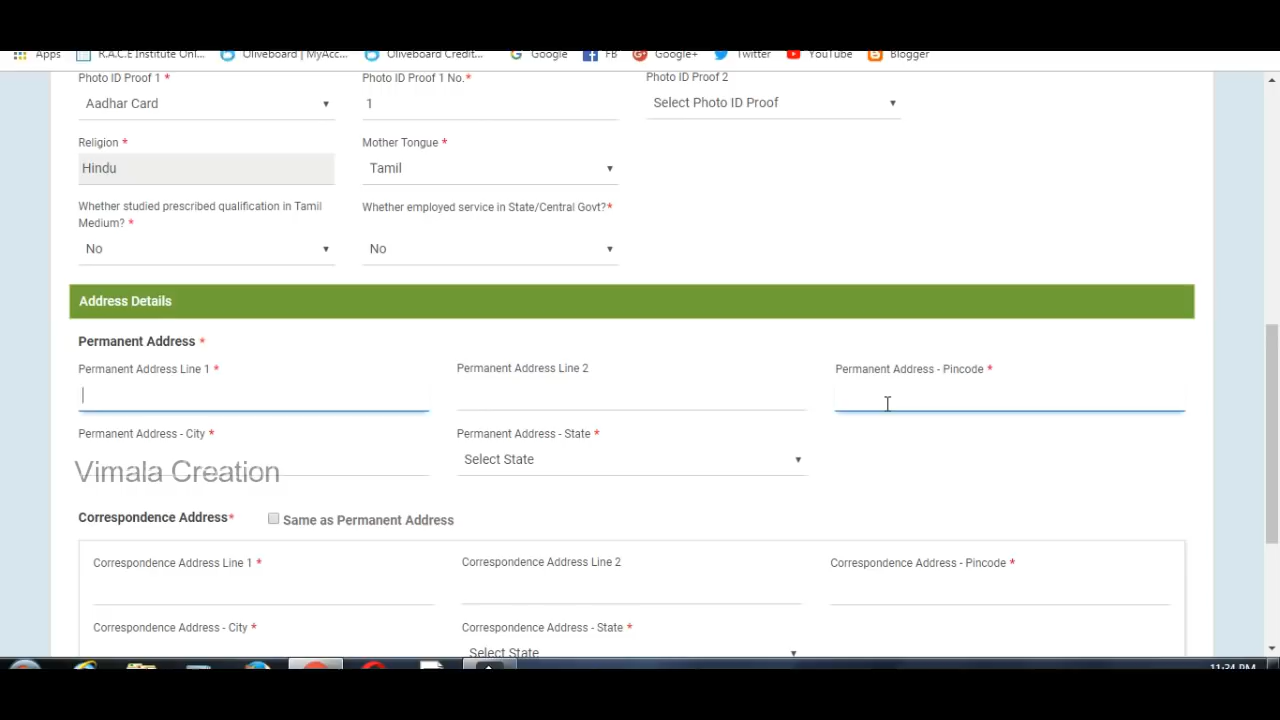 Apps R.A.C.E Institute Onl... Oliveboard | MyAcc... Oliveboard Credit... Google FB Google+ Twitter YouTube Blogger
Photo ID Proof 1 * Photo ID Proof 1 No.* Photo ID Proof 2
Aadhar Card 1 Select Photo ID Proof
Religion * Mother Tongue *
Hindu Tamil
Whether studied prescribed qualification in Tamil Medium? * Whether employed service in State/Central Govt?*
No No
Address Details
Permanent Address *
Permanent Address Line 1 * Permanent Address Line 2 Permanent Address - Pincode *
Permanent Address - City * Permanent Address - State *
Vimala Creation Select State
Correspondence Address* Same as Permanent Address
Correspondence Address Line 1 * Correspondence Address Line 2 Correspondence Address - Pincode *
Correspondence Address - City * Correspondence Address - State *
Select State
11:34 PM